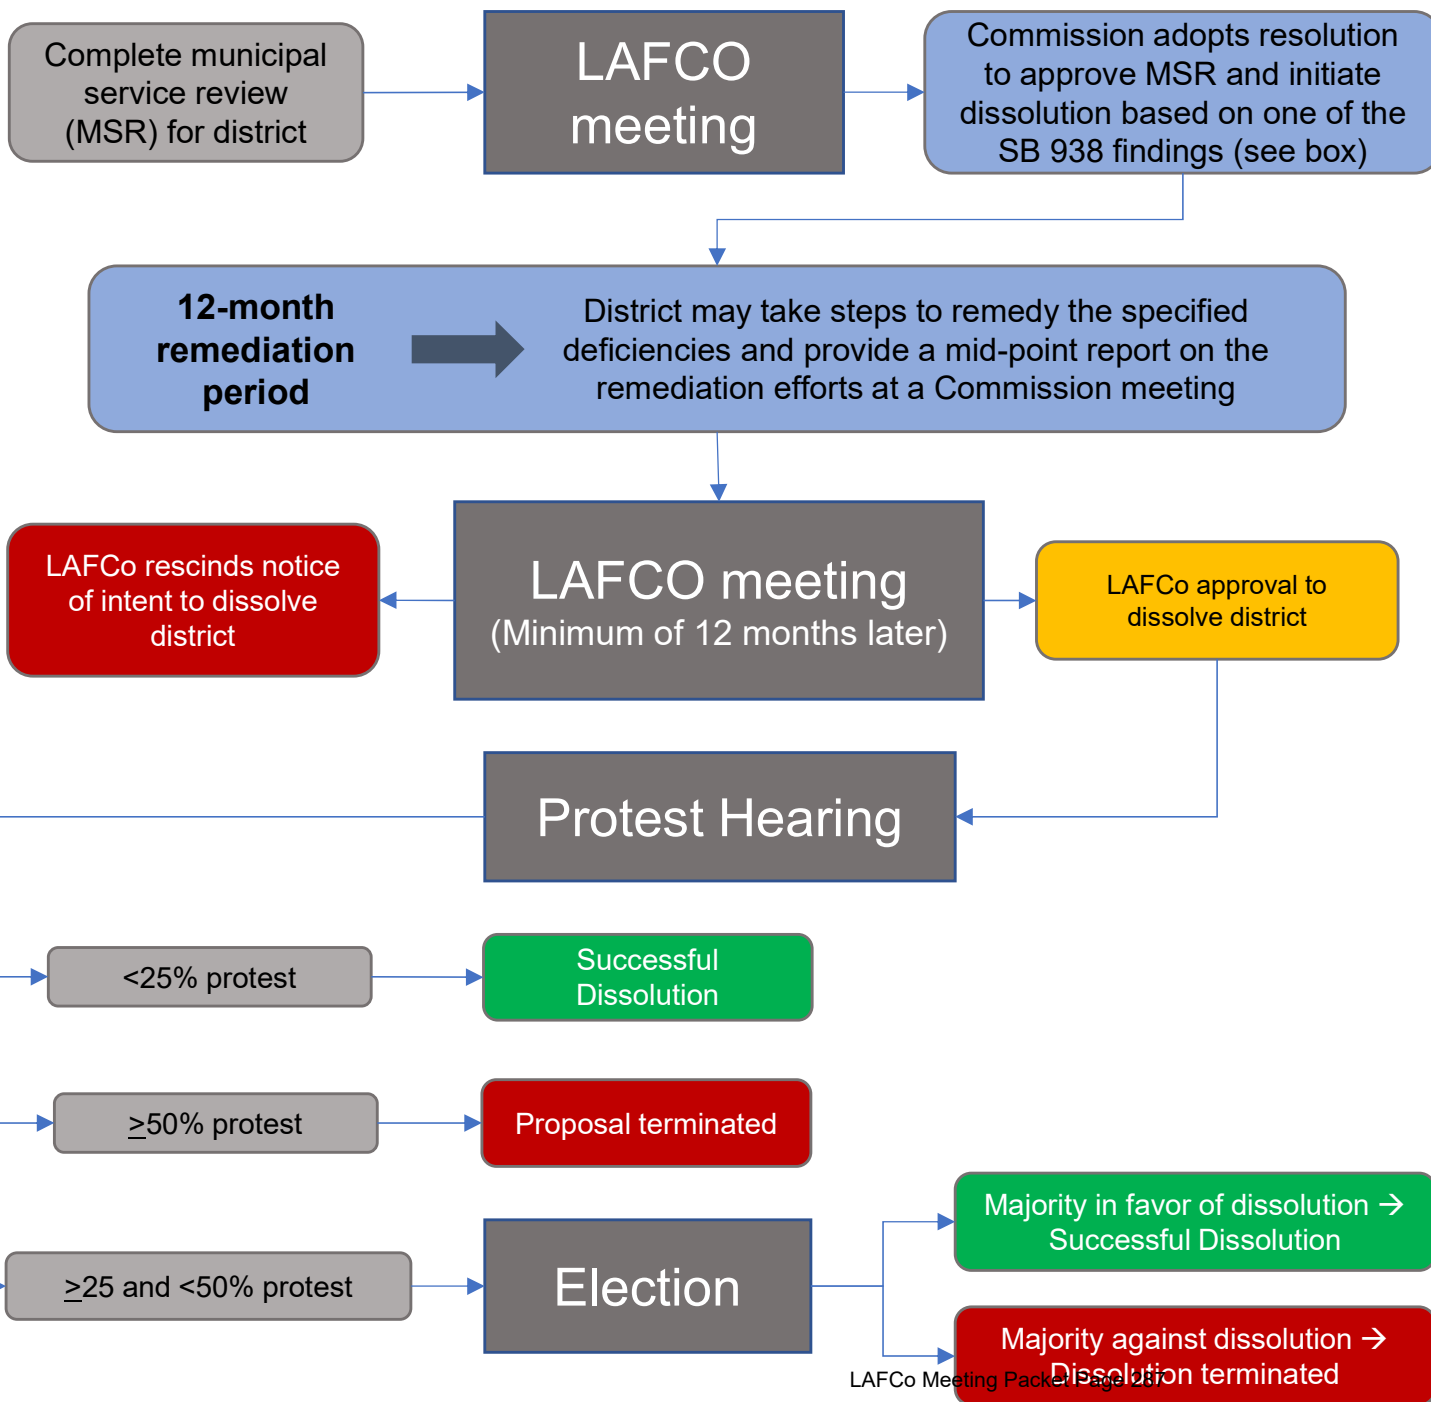 Complete municipal
service review
(MSR) for district
LAFCO
meeting
Commission adopts resolution
to approve MSR and initiate
dissolution based on one of the
SB 938 findings (see box)
12-month
remediation
period
District may take steps to remedy the specified
deficiencies and provide a mid-point report on the
remediation efforts at a Commission meeting
LAFCo rescinds notice
of intent to dissolve
district
LAFCO meeting
(Minimum of 12 months later)
LAFCo approval to
dissolve district
Protest Hearing
<25% protest
Successful
Dissolution
≥50% protest
Proposal terminated
≥25 and <50% protest
Election
Majority in favor of dissolution →
Successful Dissolution
Majority against dissolution →
Dissolution terminated
LAFCo Meeting Packet Page 287